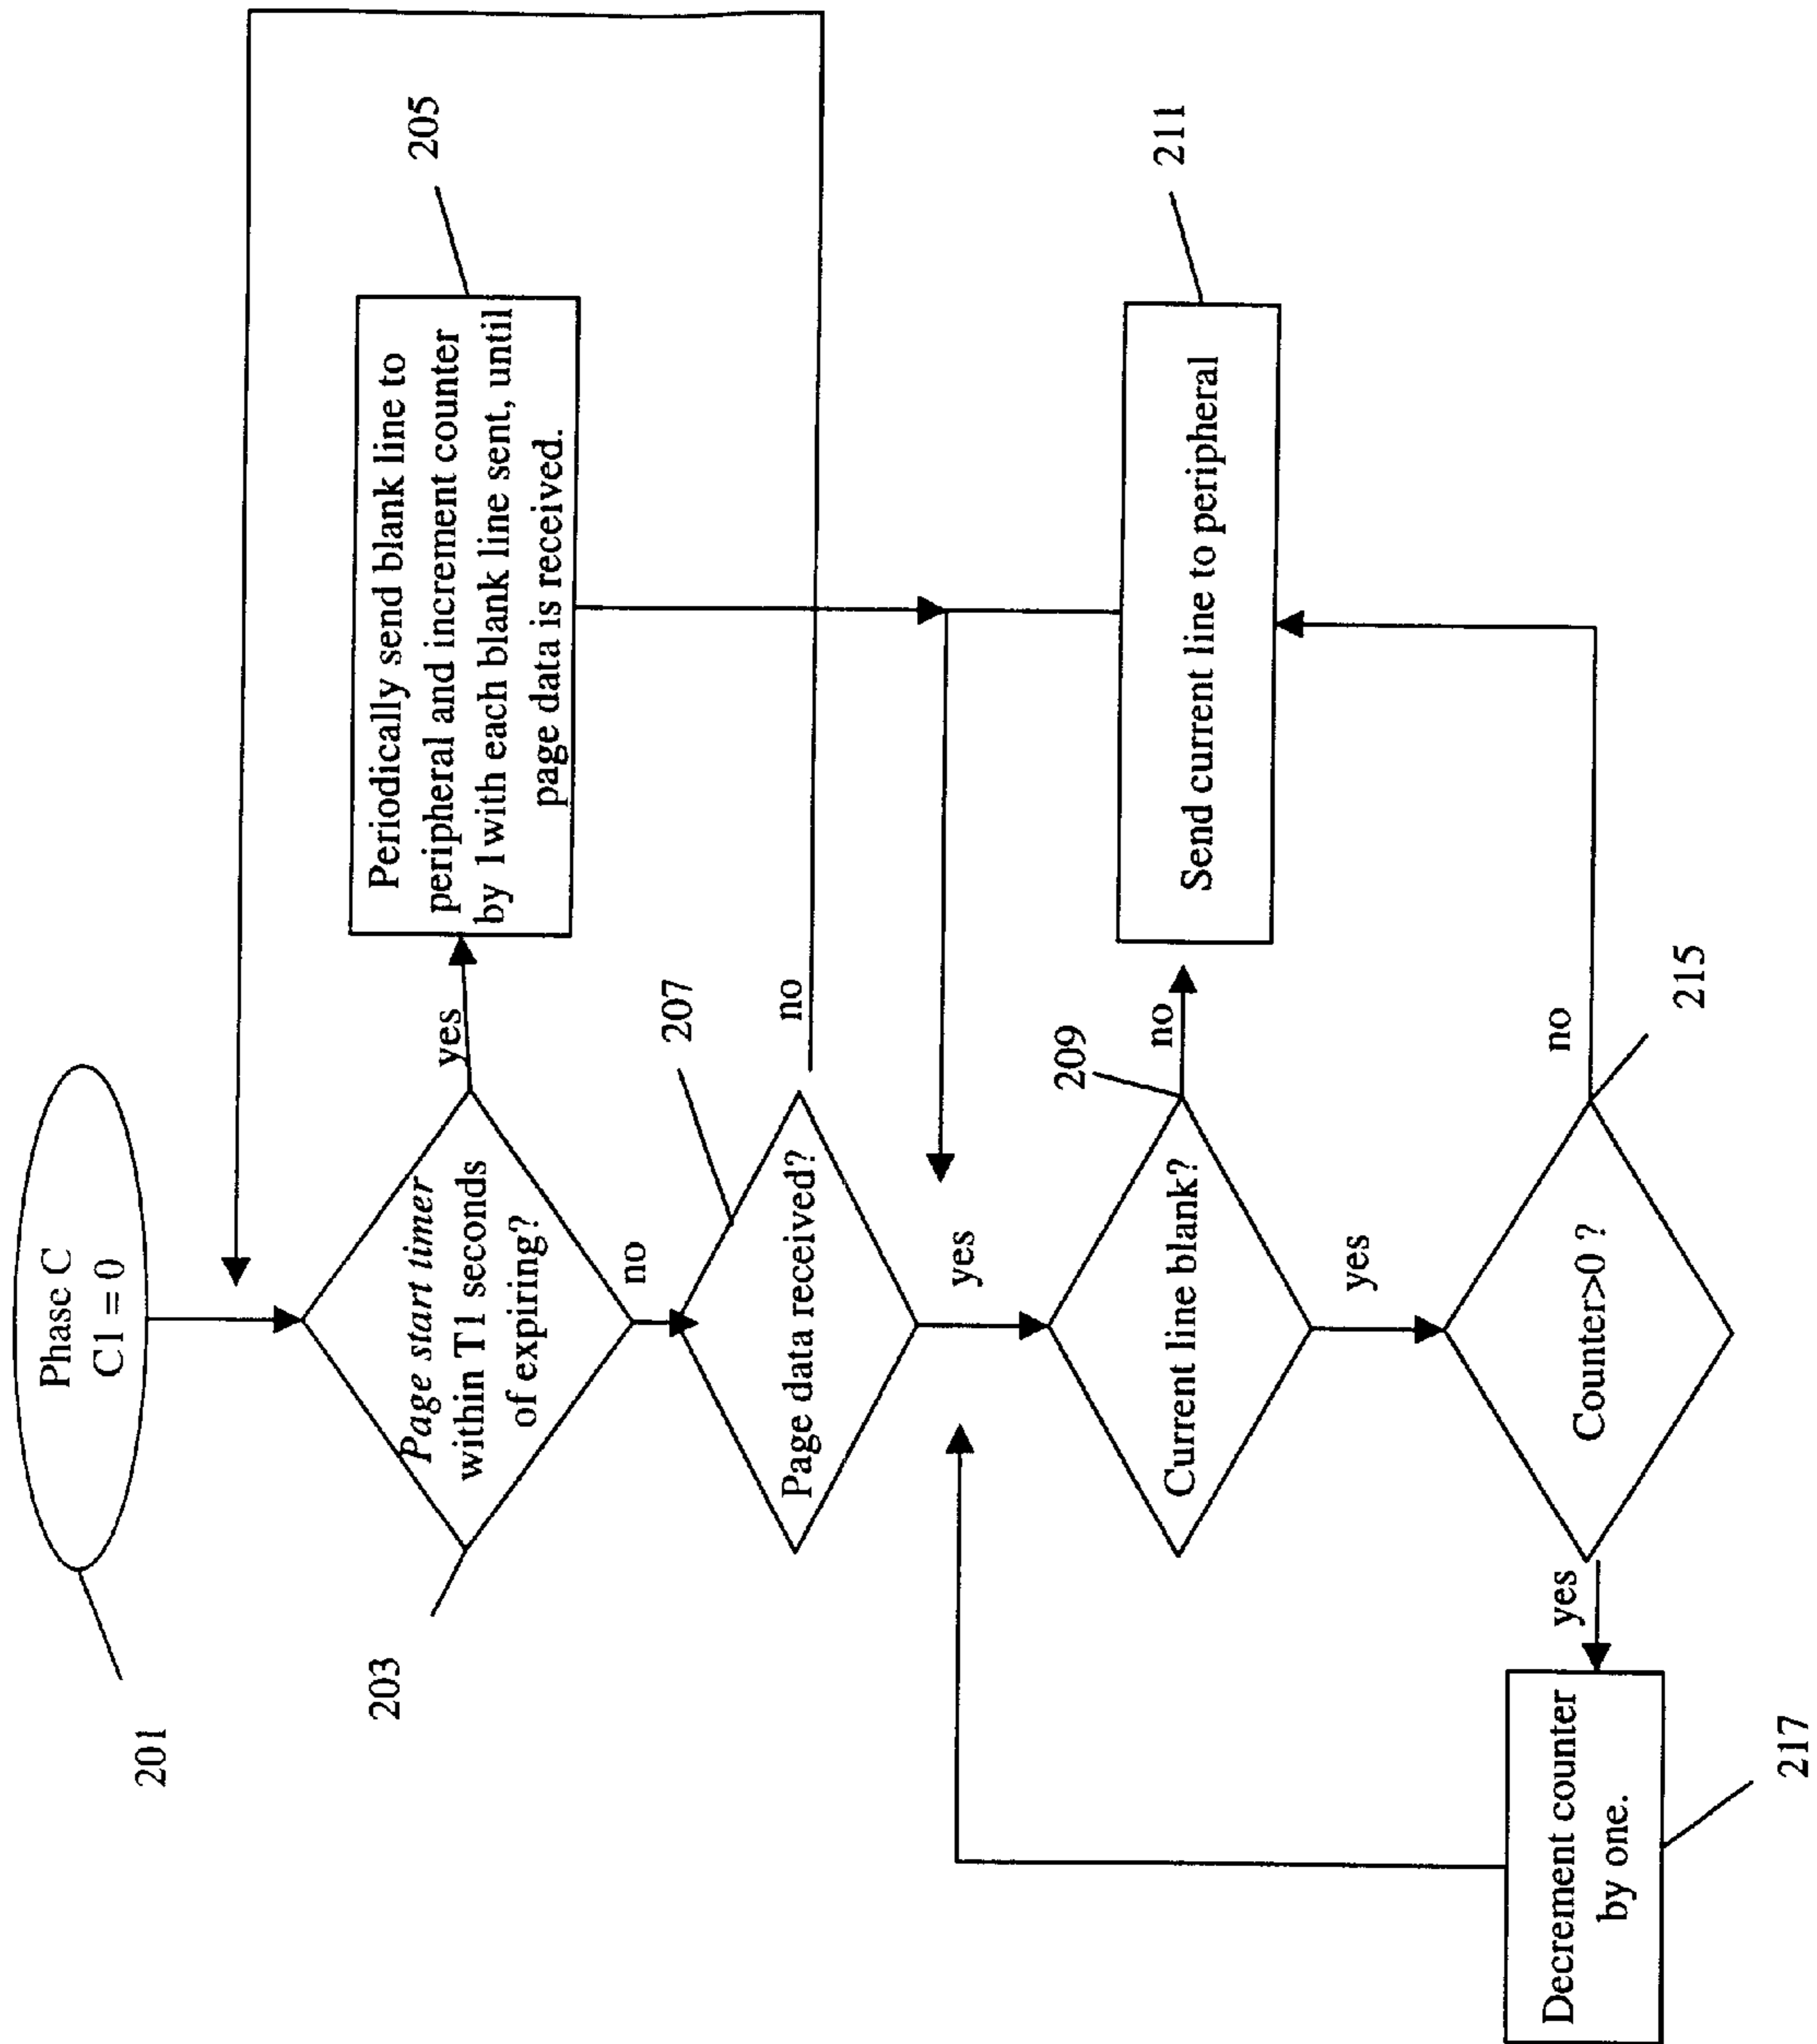 Phase C
C1 = 0
201
Page start timer
within T1 seconds
of expiring?
203
yes
no
Periodically send blank line to
peripheral and increment counter
by 1with each blank line sent, until
page data is received.
205
Page data received?
207
no
yes
Current line blank?
209
no
yes
Send current line to peripheral
211
Counter>0 ?
215
no
yes
Decrement counter
by one.
217